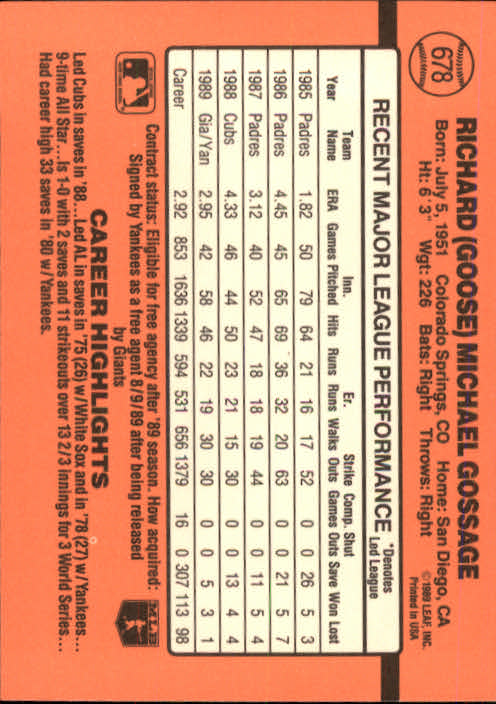 678
RICHARD (GOOSE) MICHAEL GOSSAGE
Born: July 5, 1951 Colorado Springs, CO Home: San Diego, CA
Ht: 6' 3" Wgt: 226 Bats: Right Throws: Right
©1989 LEAF, INC.
Printed in USA
RECENT MAJOR LEAGUE PERFORMANCE *Denotes Led League
Year Team Name ERA Games Inn. Pitched Hits Runs Er. Runs Walks Strike Outs Comp. Games Shut Outs Save Won Lost
1985 Padres 1.82 50 79 64 21 16 17 52 0 0 26 5 3
1986 Padres 4.45 45 65 69 36 32 20 63 0 0 21 5 7
1987 Padres 3.12 40 52 47 18 18 19 44 0 0 11 5 4
1988 Cubs 4.33 46 44 50 23 21 15 30 0 0 13 4 4
1989 Gia/Yan 2.95 42 58 46 22 19 30 30 0 0 5 3 1
Career 2.92 853 1636 1339 594 531 656 1379 16 0 307 113 98
Contract status: Eligible for free agency after '89 season. How acquired:
Signed by Yankees as a free agent 8/9/89 after being released
by Giants
MLB
CAREER HIGHLIGHTS
Led Cubs in saves in '88...Led AL in saves in '75 (26) w/White Sox and in '78 (27) w/Yankees...
9-time All Star...Is 1-0 with 2 saves and 11 strikeouts over 13 2/3 innings for 3 World Series...
Had career high 33 saves in '80 w/Yankees.